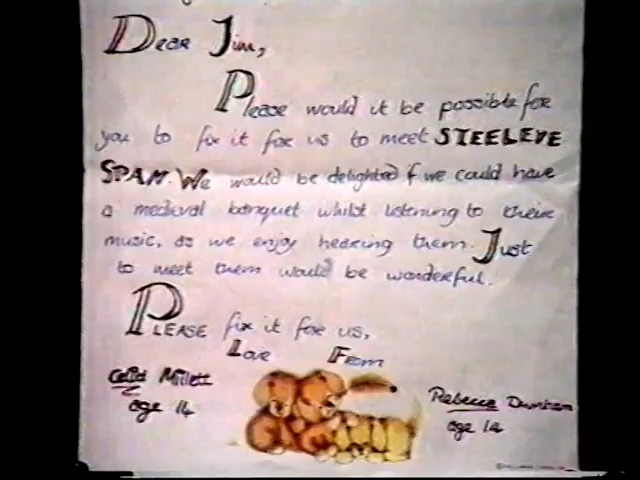 Dear Jim,
Please would it be possible for
you to fix it for us to meet STEELEYE
SPAN. We would be delighted if we could have
a medieval banquet whilst listening to their
music, as we enjoy hearing them. Just
to meet them would be wonderful.
PLEASE fix it for us,
Love From
Millett
age 14
Rebecca
age 14